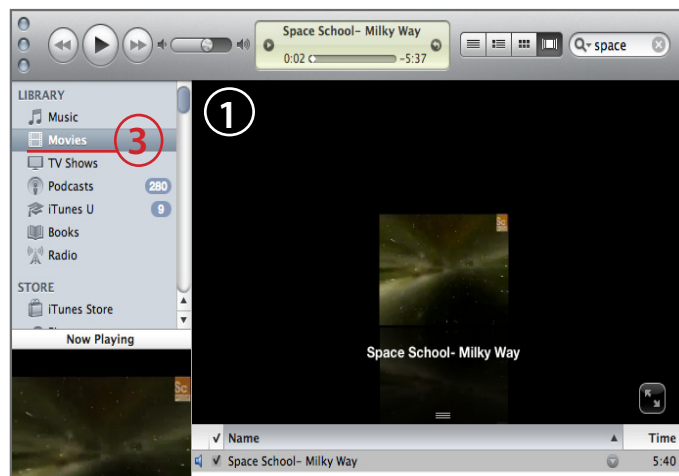 Space School- Milky Way
0:02
-5:37
space
LIBRARY
Music
Movies
3
TV Shows
Podcasts 280
iTunes U 9
Books
Radio
STORE
iTunes Store
Now Playing
Sc
1
Sc
Space School- Milky Way
Name Time
Space School- Milky Way 5:40